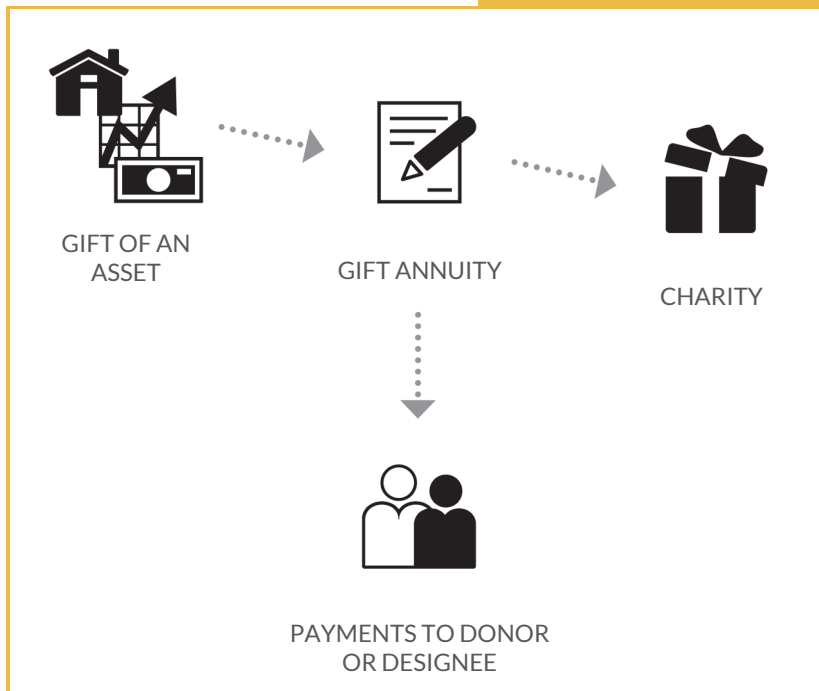 GIFT OF AN
ASSET
GIFT ANNUITY
CHARITY
PAYMENTS TO DONOR
OR DESIGNEE